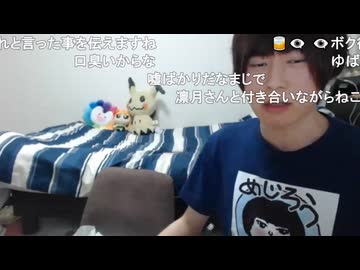 れと言った事を伝えますね 🥃👁👁ボク
口臭いからな ゆば
嘘ばかりだなまじで
凛月さんと付き合いながらねこ
めじろう